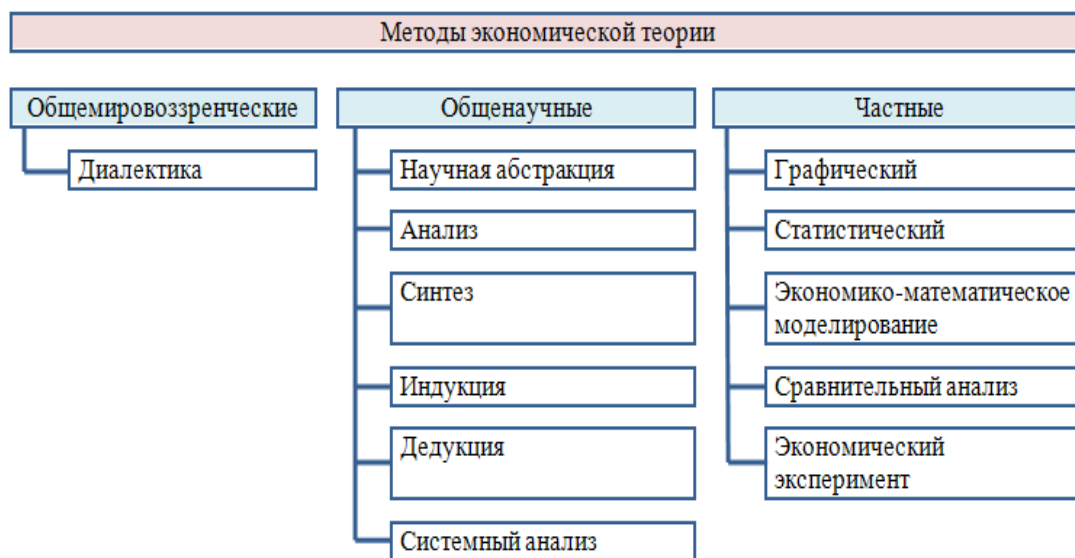 Методы экономической теории
Общемировоззренческие
Диалектика
Общенаучные
Научная абстракция
Анализ
Синтез
Индукция
Дедукция
Системный анализ
Частные
Графический
Статистический
Экономико-математическое
моделирование
Сравнительный анализ
Экономический
эксперимент